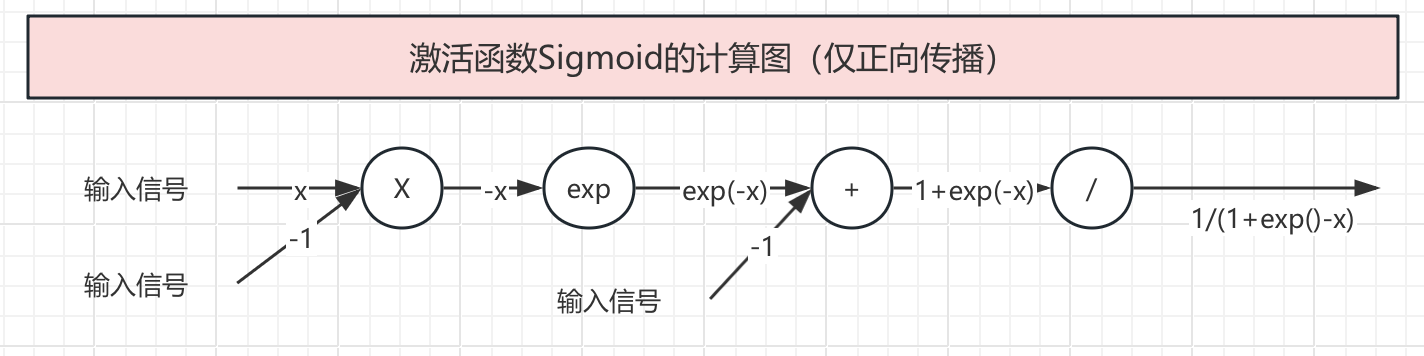 激活函数Sigmoid的计算图（仅正向传播）
输入信号
x
X
-x
exp
exp(-x)
+
1+exp(-x)
/
1/(1+exp()-x)
-1
输入信号
-1
输入信号